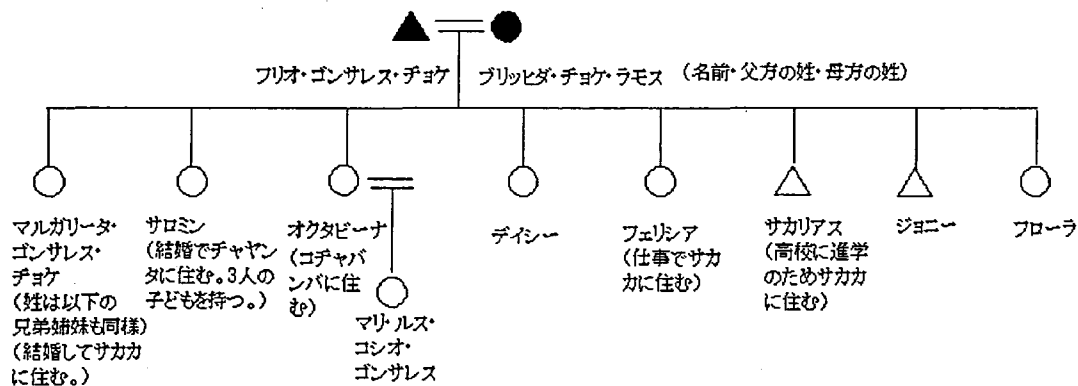 フリオ・ゴンサレス・チョケ
ブリッヒダ・チョケ・ラモス
(名前・父方の姓・母方の姓)
マルガリータ・
ゴンサレス・
チョケ
(姓は以下の
兄弟姉妹も同様)
(結婚してサカカ
に住む。)
サロミン
(結婚でチャヤン
タに住む。3人の
子どもを持つ。)
オクタビーナ
(コチャバ
ンバに住
む)
マリ・ルス・
コシオ・
ゴンサレス
デイシー
フェリシア
(仕事でサカ
カに住む)
サカリアス
(高校に進学
のためサカカ
に住む)
ジョニー
フローラ